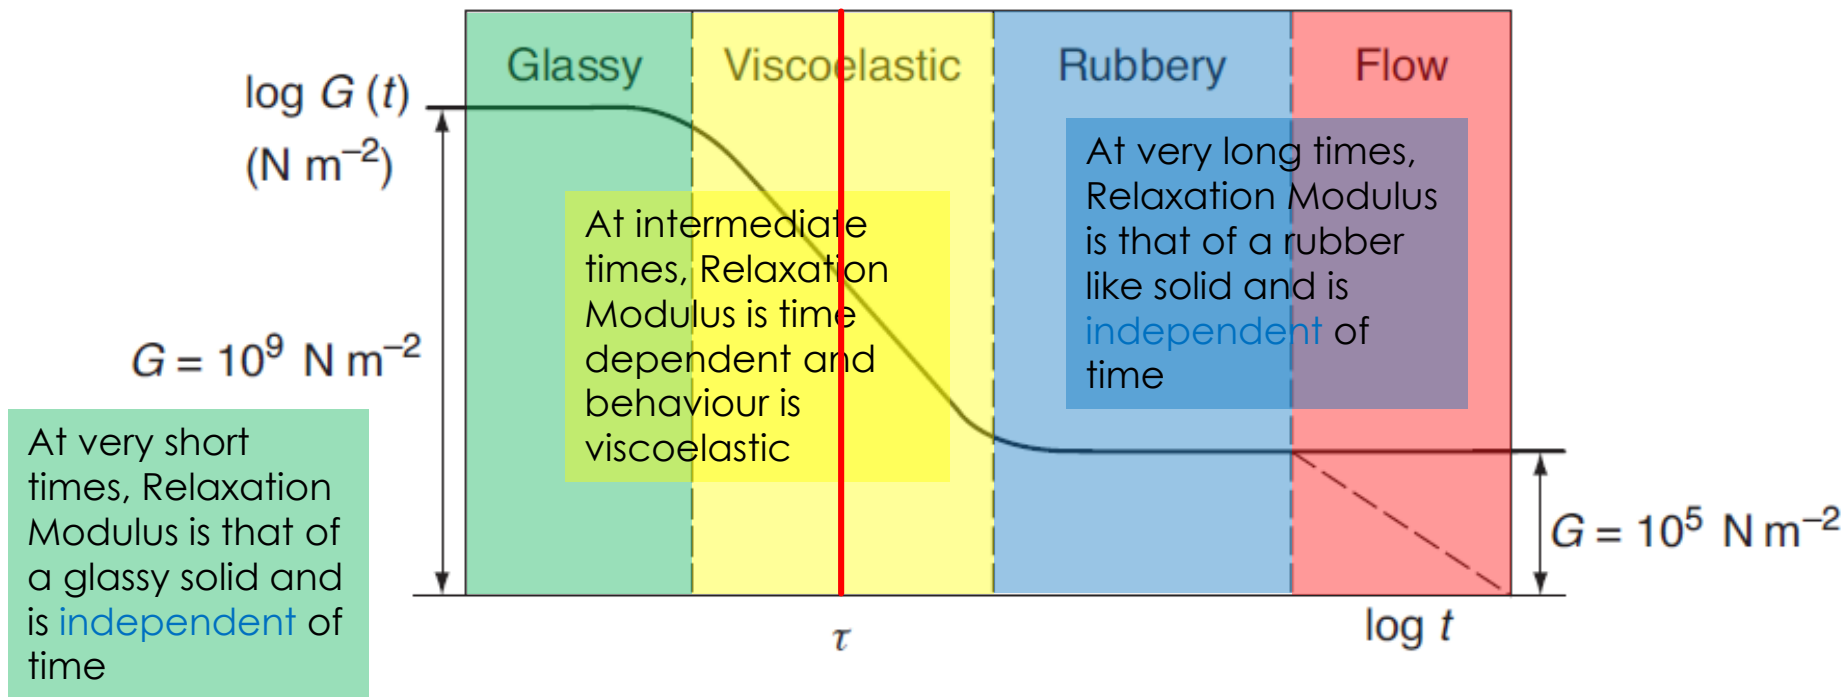 Glassy
Viscoelastic
Rubbery
Flow
log G (t)
(N m⁻²)
G = 10⁹ N m⁻²
At very short
times, Relaxation
Modulus is that of
a glassy solid and
is independent of
time
At intermediate
times, Relaxation
Modulus is time
dependent and
behaviour is
viscoelastic
At very long times,
Relaxation Modulus
is that of a rubber
like solid and is
independent of
time
G = 10⁵ N m⁻²
τ
log t